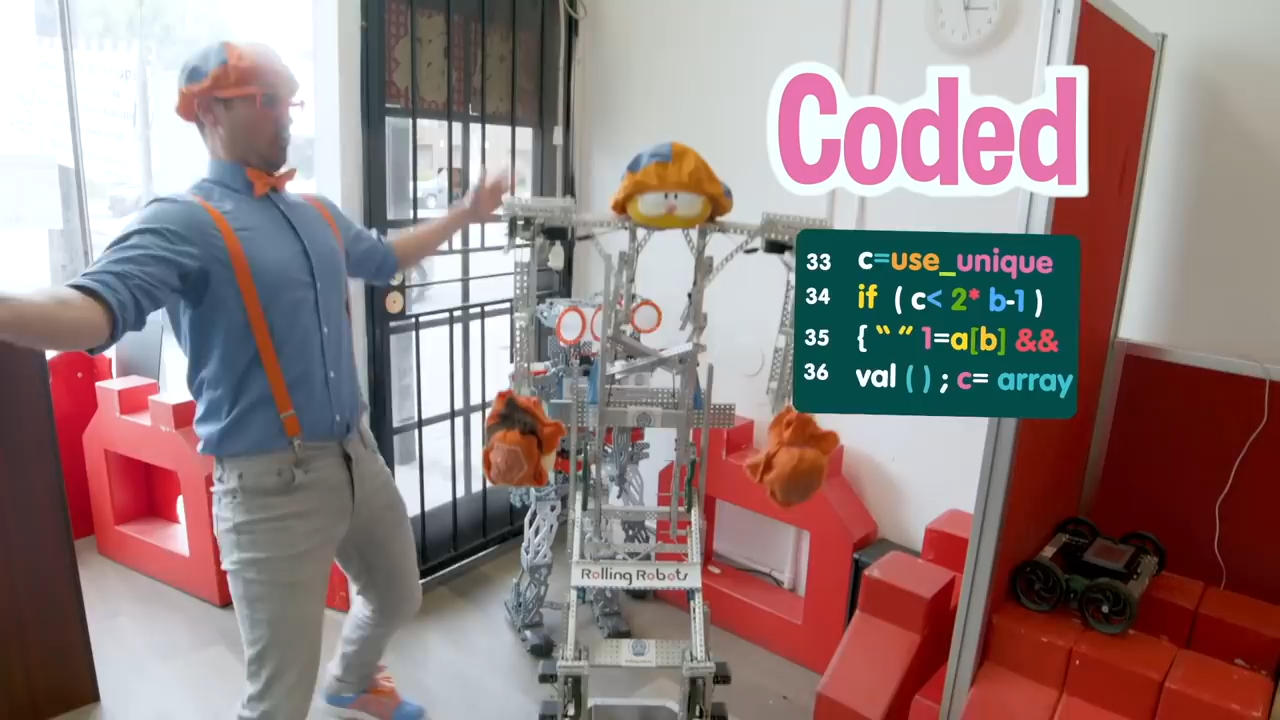 Coded
33 c=use_unique
34 if ( c< 2* b-1 )
35 { “ ” 1=a[b] &&
36 val ( ) ; c= array
Rolling Robots